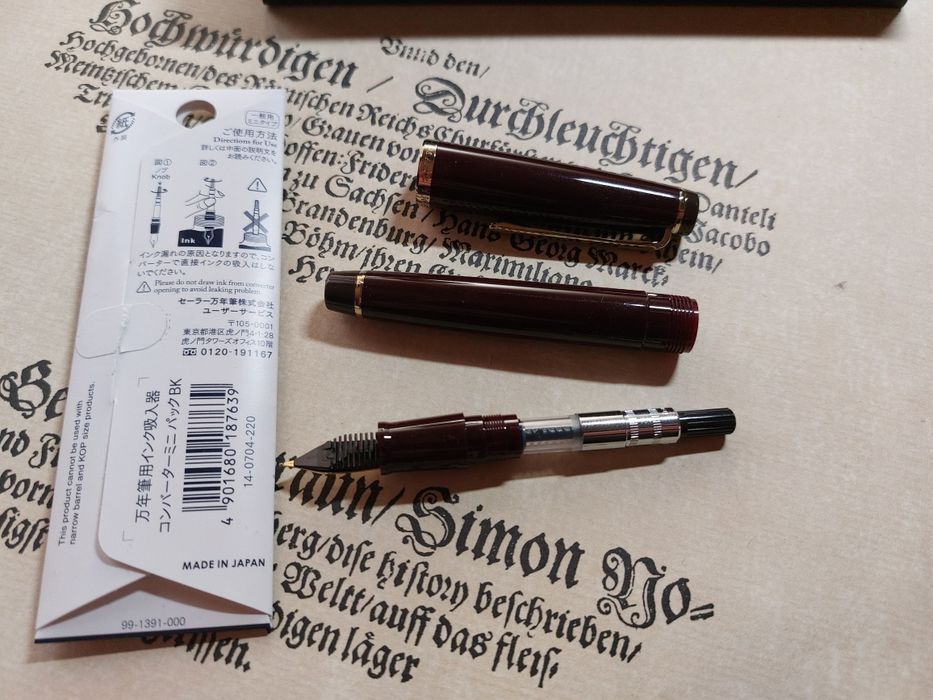 Hochwürdigen /
Vnnd den /
Durchleuchtigen /
紙
外装
一般用
ミニタイプ
ご使用方法
Directions for Use
詳しくは中面の説明文を
お読みください。
図①
図②
ノブ
Knob
Ink
インク漏れの原因となりますので、コン
バーターで直接インクの吸入はしな
いでください。
Please do not draw ink from converter
opening to avoid leaking problem.
セーラー万年筆株式会社
ユーザーサービス
〒105-0001
東京都港区虎ノ門4-1-28
虎ノ門タワーズオフィス10階
0120-191167
This product cannot be used with
narrow barrel and KOP size products.
万年筆用インク吸入器
コンバーターミニ パック BK
4 901680 187639
14-0704-220
MADE IN JAPAN
99-1391-000
Hochgebornen/des Römischen Reichs
Grauen von
Danieli
Jacobo
zu Sachsen / Hans Georg Marck.
Brandenburg / Maximiliano
Böhm/ihren
Simon No=
dise history beschrieben/
Weltt/auff das fleis.
digen läger